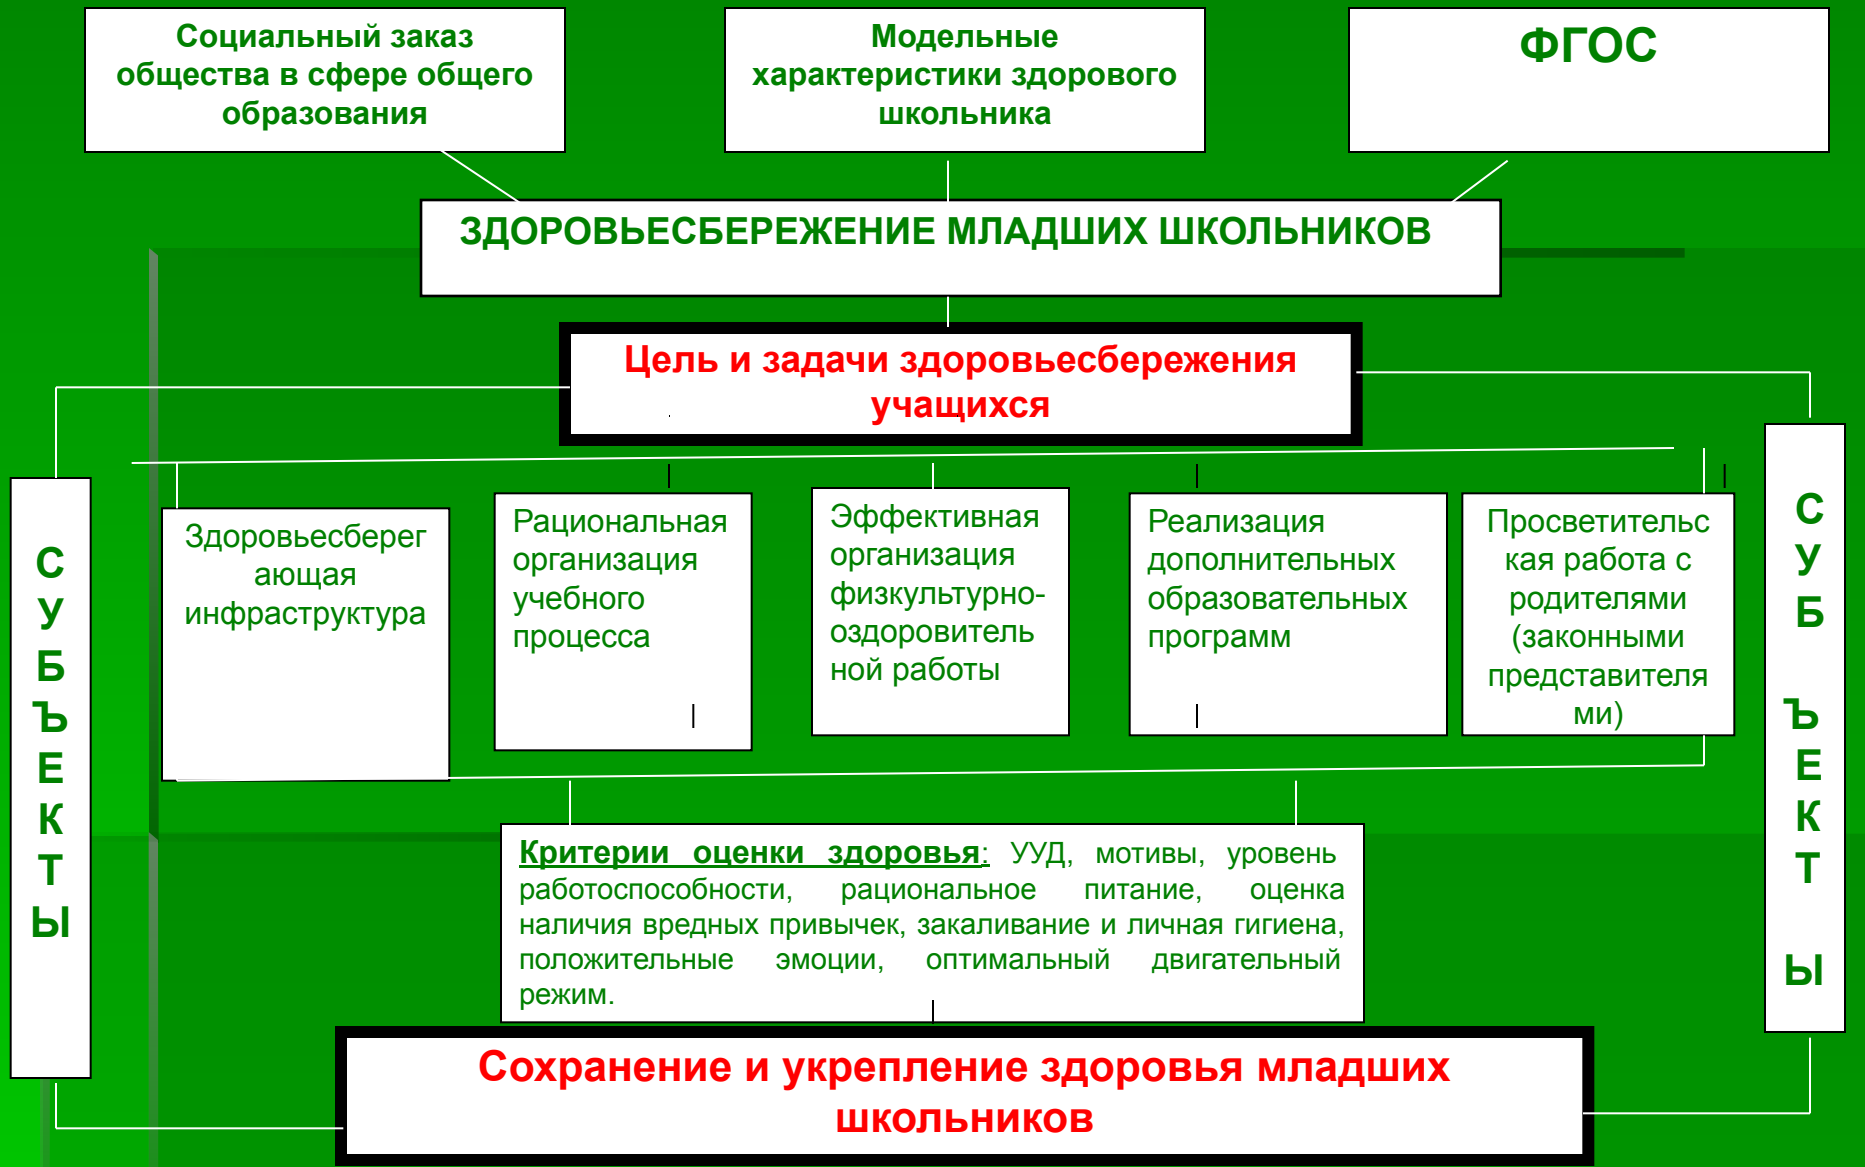 Социальный заказ
общества в сфере общего
образования
Модельные
характеристики здорового
школьника
ФГОС
ЗДОРОВЬЕСБЕРЕЖЕНИЕ МЛАДШИХ ШКОЛЬНИКОВ
Цель и задачи здоровьесбережения
учащихся
С
У
Б
Ъ
Е
К
Т
Ы
Здоровьесберег
ающая
инфраструктура
Рациональная
организация
учебного
процесса
Эффективная
организация
физкультурно-
оздоровитель
ной работы
Реализация
дополнительных
образовательных
программ
Просветительс
кая работа с
родителями
(законными
представителя
ми)
С
У
Б
Ъ
Е
К
Т
Ы
Критерии оценки здоровья: УУД, мотивы, уровень
работоспособности, рациональное питание, оценка
наличия вредных привычек, закаливание и личная гигиена,
положительные эмоции, оптимальный двигательный
режим.
Сохранение и укрепление здоровья младших
школьников